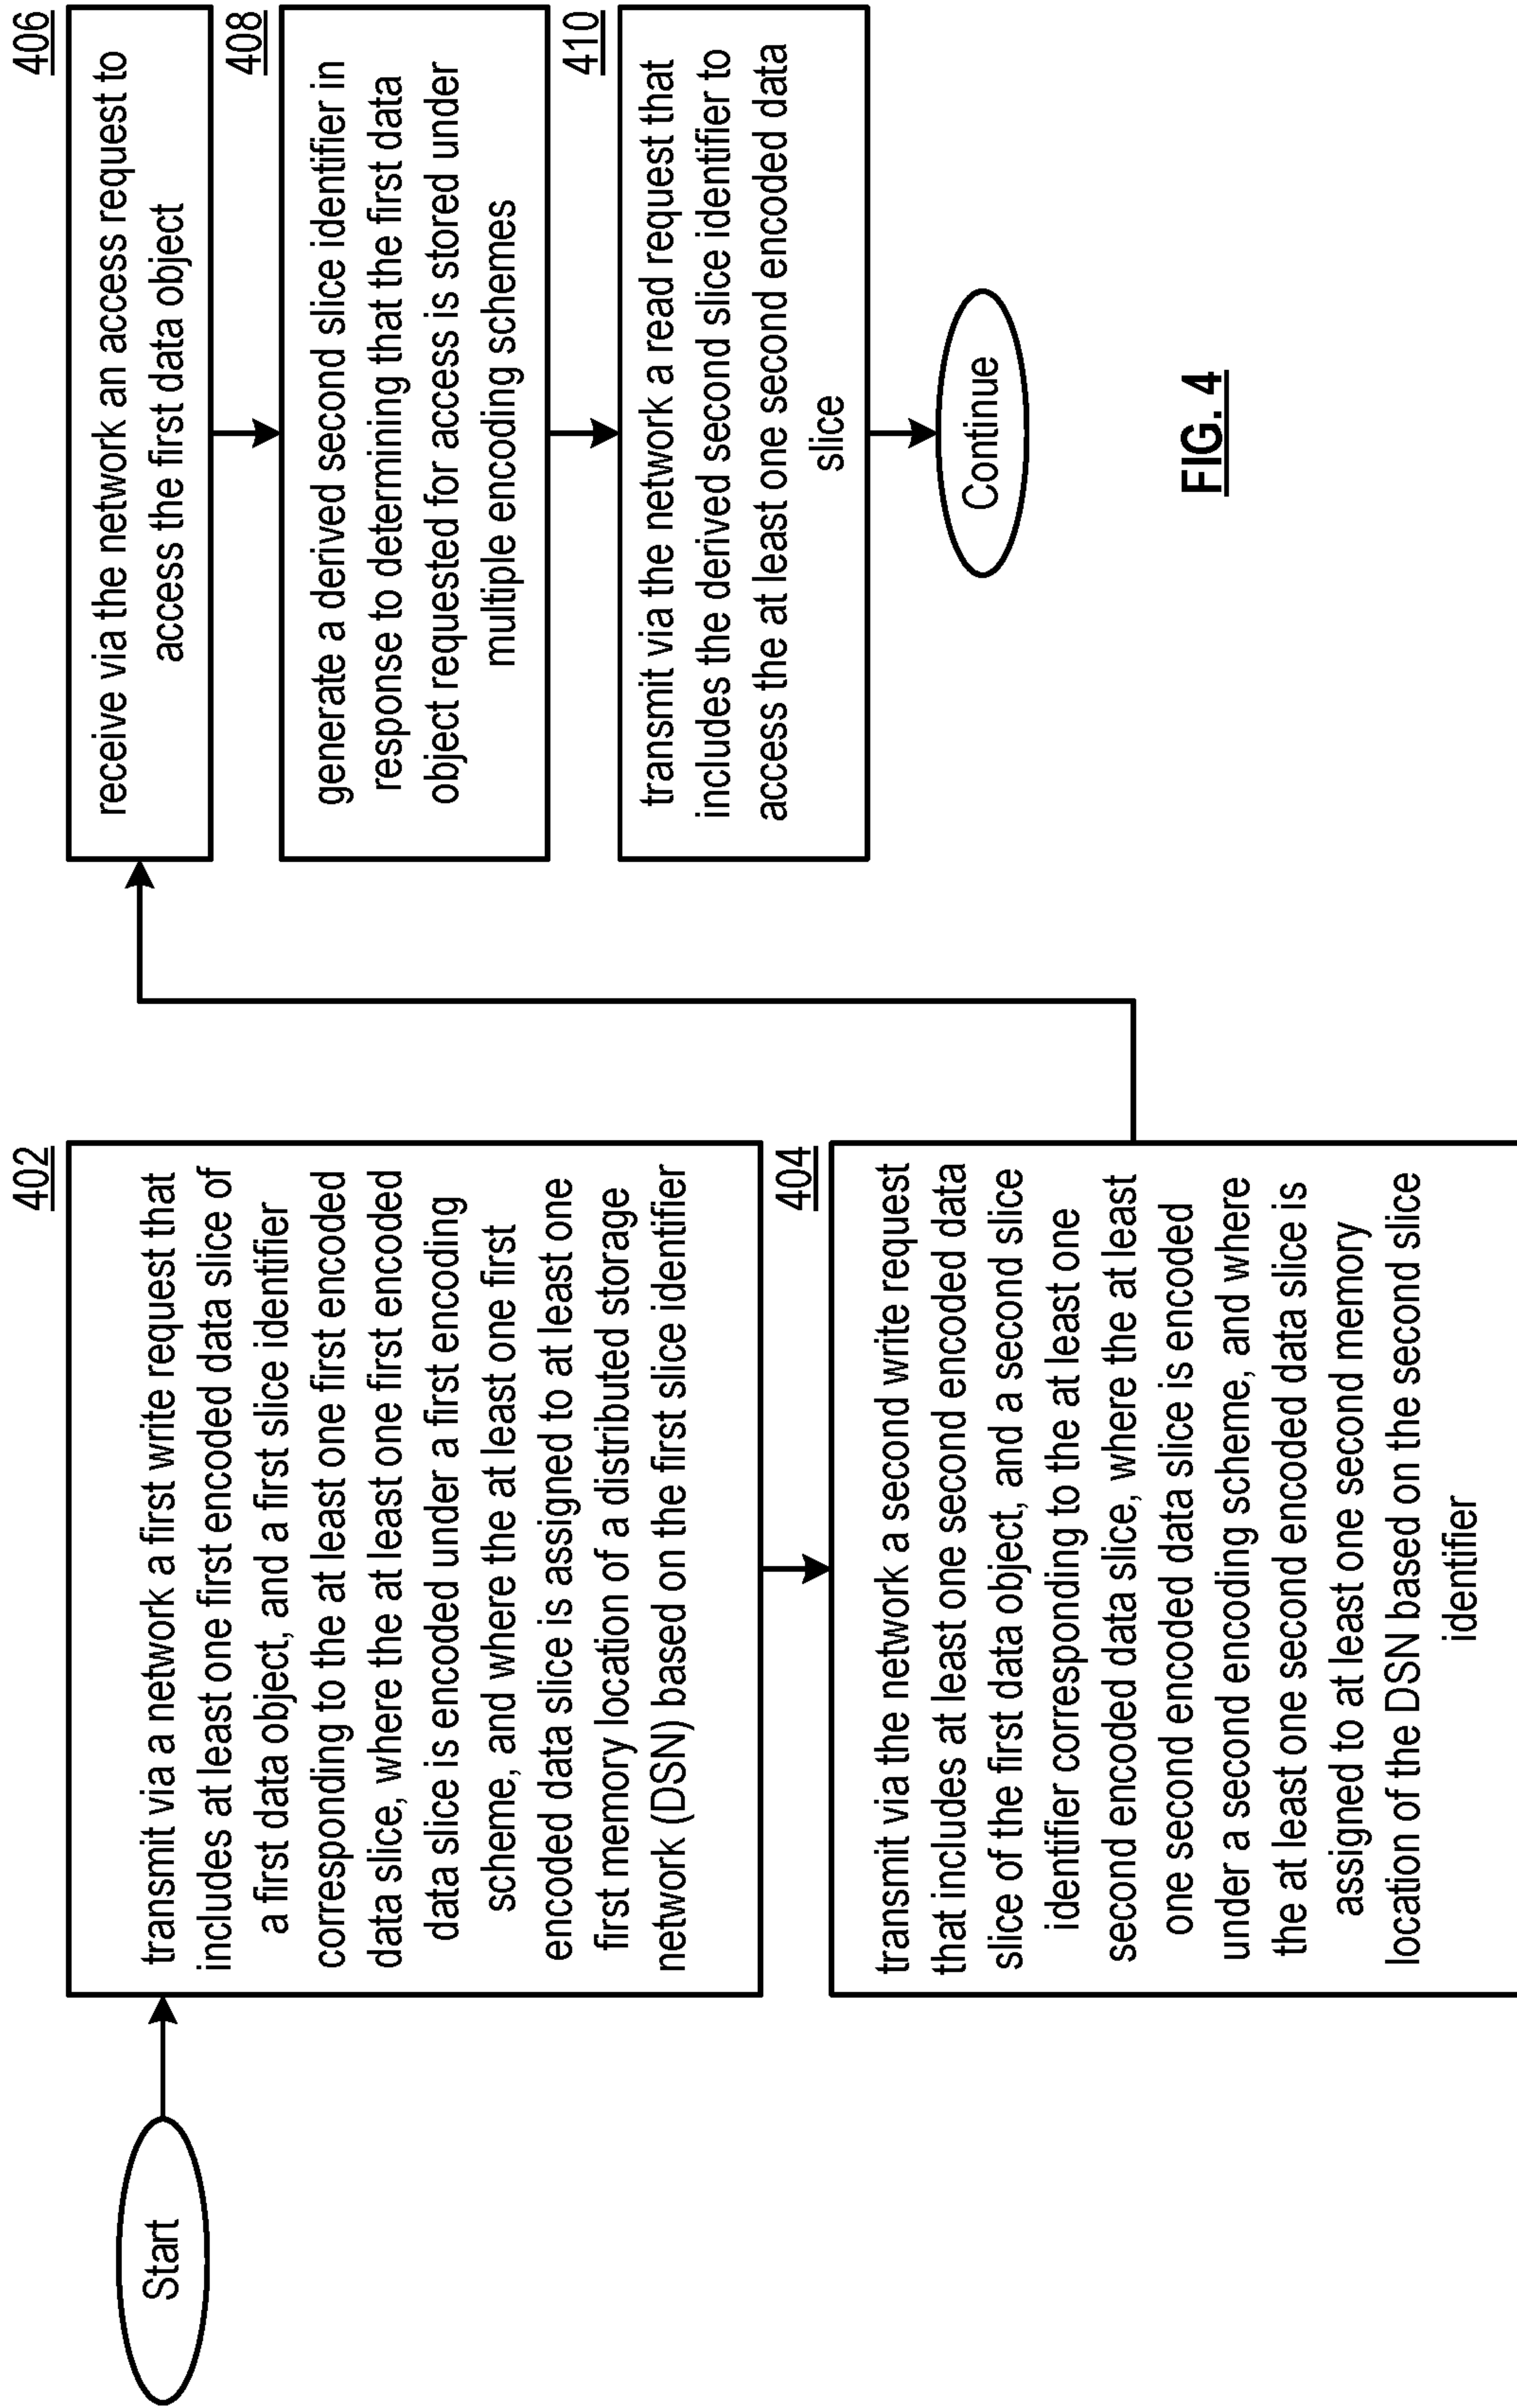 Start
402
transmit via a network a first write request that
includes at least one first encoded data slice of
a first data object, and a first slice identifier
corresponding to the at least one first encoded
data slice, where the at least one first encoded
data slice is encoded under a first encoding
scheme, and where the at least one first
encoded data slice is assigned to at least one
first memory location of a distributed storage
network (DSN) based on the first slice identifier
404
transmit via the network a second write request
that includes at least one second encoded data
slice of the first data object, and a second slice
identifier corresponding to the at least one
second encoded data slice, where the at least
one second encoded data slice is encoded
under a second encoding scheme, and where
the at least one second encoded data slice is
assigned to at least one second memory
location of the DSN based on the second slice
identifier
406
receive via the network an access request to
access the first data object
408
generate a derived second slice identifier in
response to determining that the first data
object requested for access is stored under
multiple encoding schemes
410
transmit via the network a read request that
includes the derived second slice identifier to
access the at least one second encoded data
slice
Continue
FIG. 4